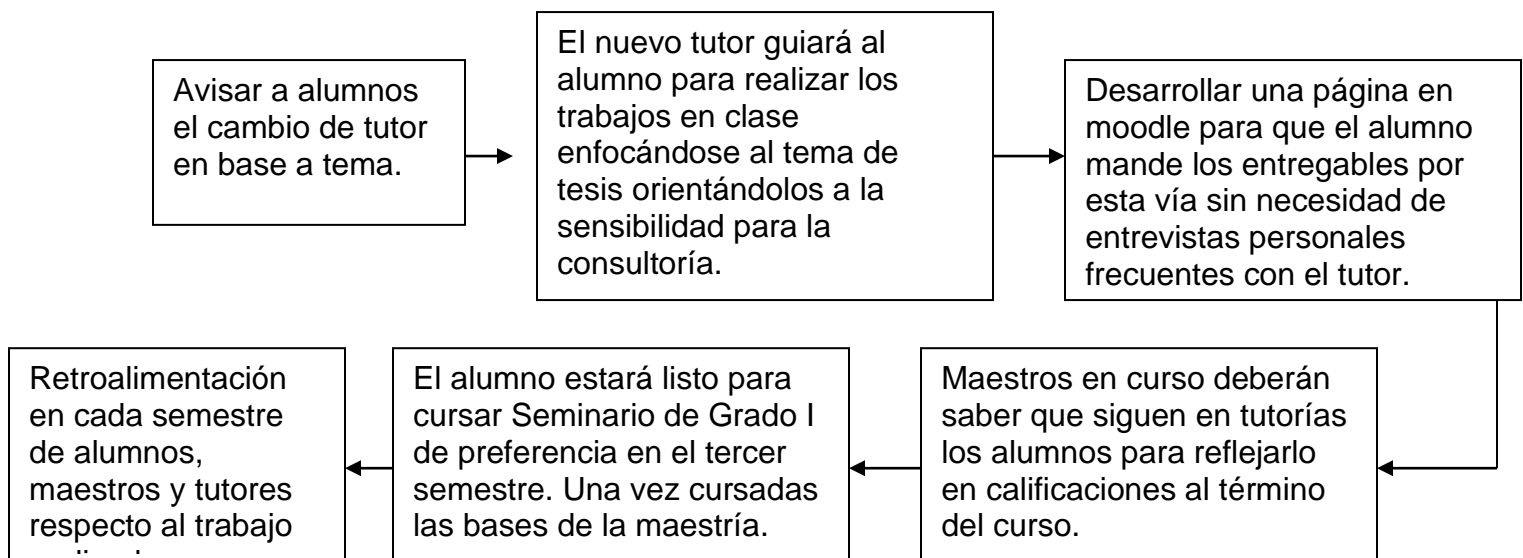 Avisar a alumnos
el cambio de tutor
en base a tema.
El nuevo tutor guiará al
alumno para realizar los
trabajos en clase
enfocándose al tema de
tesis orientándolos a la
sensibilidad para la
consultoría.
Desarrollar una página en
moodle para que el alumno
mande los entregables por
esta vía sin necesidad de
entrevistas personales
frecuentes con el tutor.
Maestros en curso deberán
saber que siguen en tutorías
los alumnos para reflejarlo
en calificaciones al término
del curso.
El alumno estará listo para
cursar Seminario de Grado I
de preferencia en el tercer
semestre. Una vez cursadas
las bases de la maestría.
Retroalimentación
en cada semestre
de alumnos,
maestros y tutores
respecto al trabajo